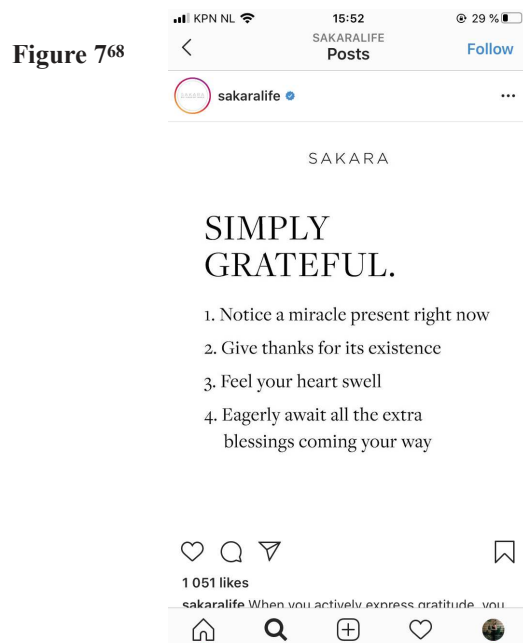 Figure 7⁶⁸
KPN NL 15:52 29 %
SAKARALIFE
Posts
Follow
sakaralife
SAKARA
SIMPLY
GRATEFUL.
1. Notice a miracle present right now
2. Give thanks for its existence
3. Feel your heart swell
4. Eagerly await all the extra
blessings coming your way
1 051 likes
sakaralife When you actively express gratitude, you